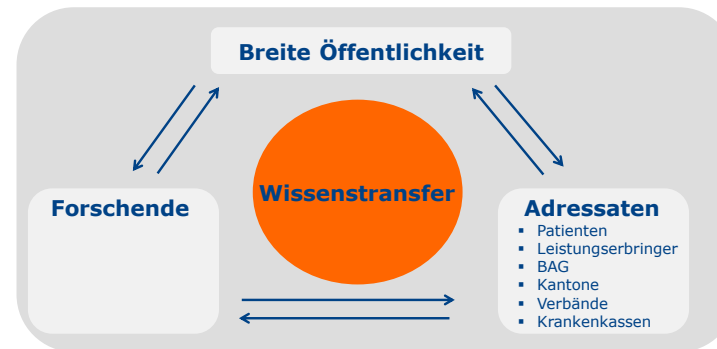 Breite Öffentlichkeit
Wissenstransfer
Forschende
Adressaten
▪ Patienten
▪ Leistungserbringer
▪ BAG
▪ Kantone
▪ Verbände
▪ Krankenkassen